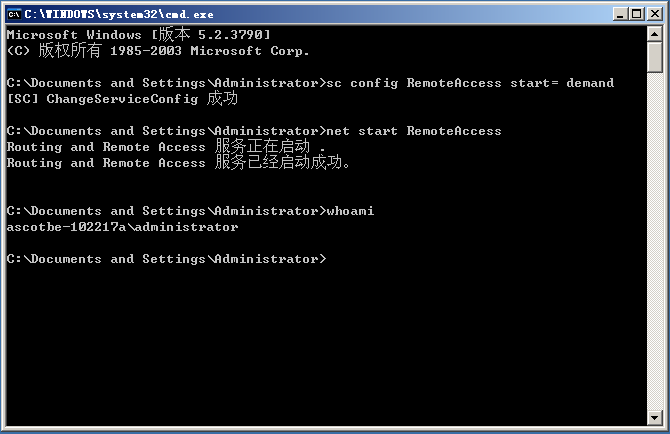 C:\WINDOWS\system32\cmd.exe
Microsoft Windows [版本 5.2.3790]
(C) 版权所有 1985-2003 Microsoft Corp.
C:\Documents and Settings\Administrator>sc config RemoteAccess start= demand
[SC] ChangeServiceConfig 成功
C:\Documents and Settings\Administrator>net start RemoteAccess
Routing and Remote Access 服务正在启动 .
Routing and Remote Access 服务已经启动成功。
C:\Documents and Settings\Administrator>whoami
ascotbe-102217a\administrator
C:\Documents and Settings\Administrator>